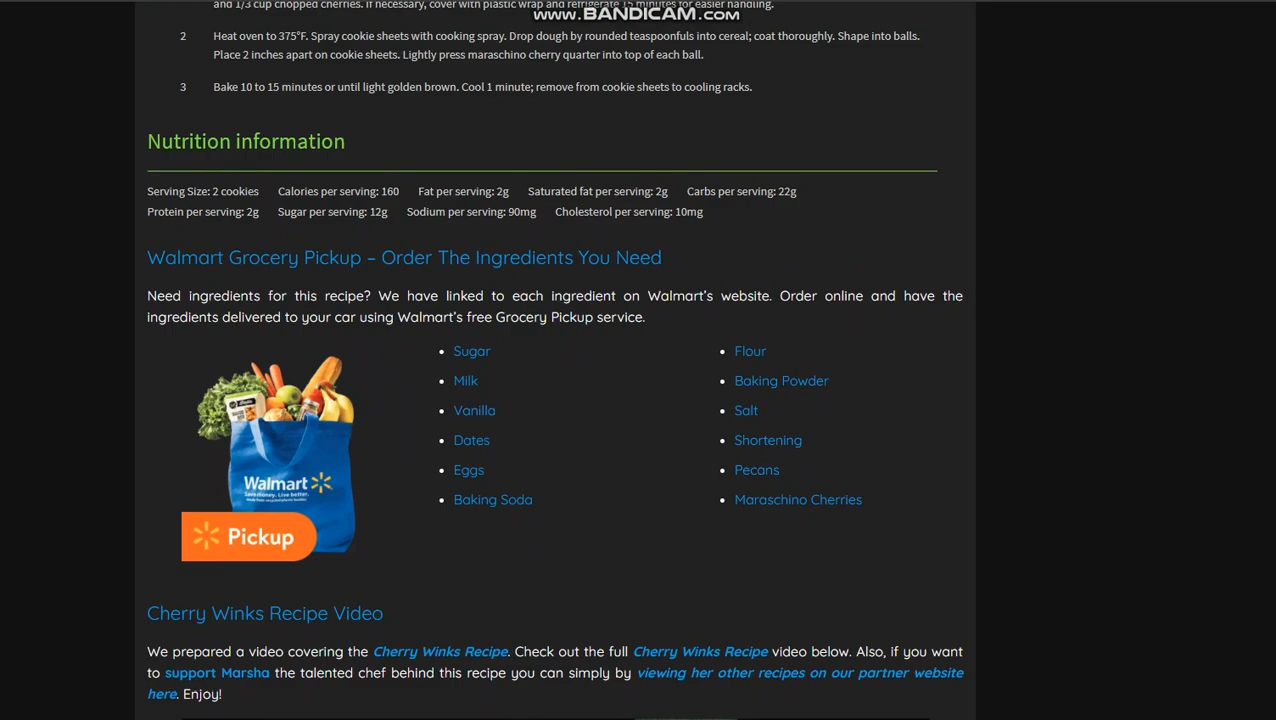 and 1/3 cup chopped cherries. If necessary, cover with plastic wrap and refrigerate 15 minutes for easier handling.
www.BANDICAM.com
2 Heat oven to 375°F. Spray cookie sheets with cooking spray. Drop dough by rounded teaspoonfuls into cereal; coat thoroughly. Shape into balls.
Place 2 inches apart on cookie sheets. Lightly press maraschino cherry quarter into top of each ball.
3 Bake 10 to 15 minutes or until light golden brown. Cool 1 minute; remove from cookie sheets to cooling racks.
Nutrition information
Serving Size: 2 cookies Calories per serving: 160 Fat per serving: 2g Saturated fat per serving: 2g Carbs per serving: 22g
Protein per serving: 2g Sugar per serving: 12g Sodium per serving: 90mg Cholesterol per serving: 10mg
Walmart Grocery Pickup – Order The Ingredients You Need
Need ingredients for this recipe? We have linked to each ingredient on Walmart's website. Order online and have the
ingredients delivered to your car using Walmart's free Grocery Pickup service.
Walmart
Save money. Live better.
Pickup
Sugar
Milk
Vanilla
Dates
Eggs
Baking Soda
Flour
Baking Powder
Salt
Shortening
Pecans
Maraschino Cherries
Cherry Winks Recipe Video
We prepared a video covering the Cherry Winks Recipe. Check out the full Cherry Winks Recipe video below. Also, if you want
to support Marsha the talented chef behind this recipe you can simply by viewing her other recipes on our partner website
here. Enjoy!